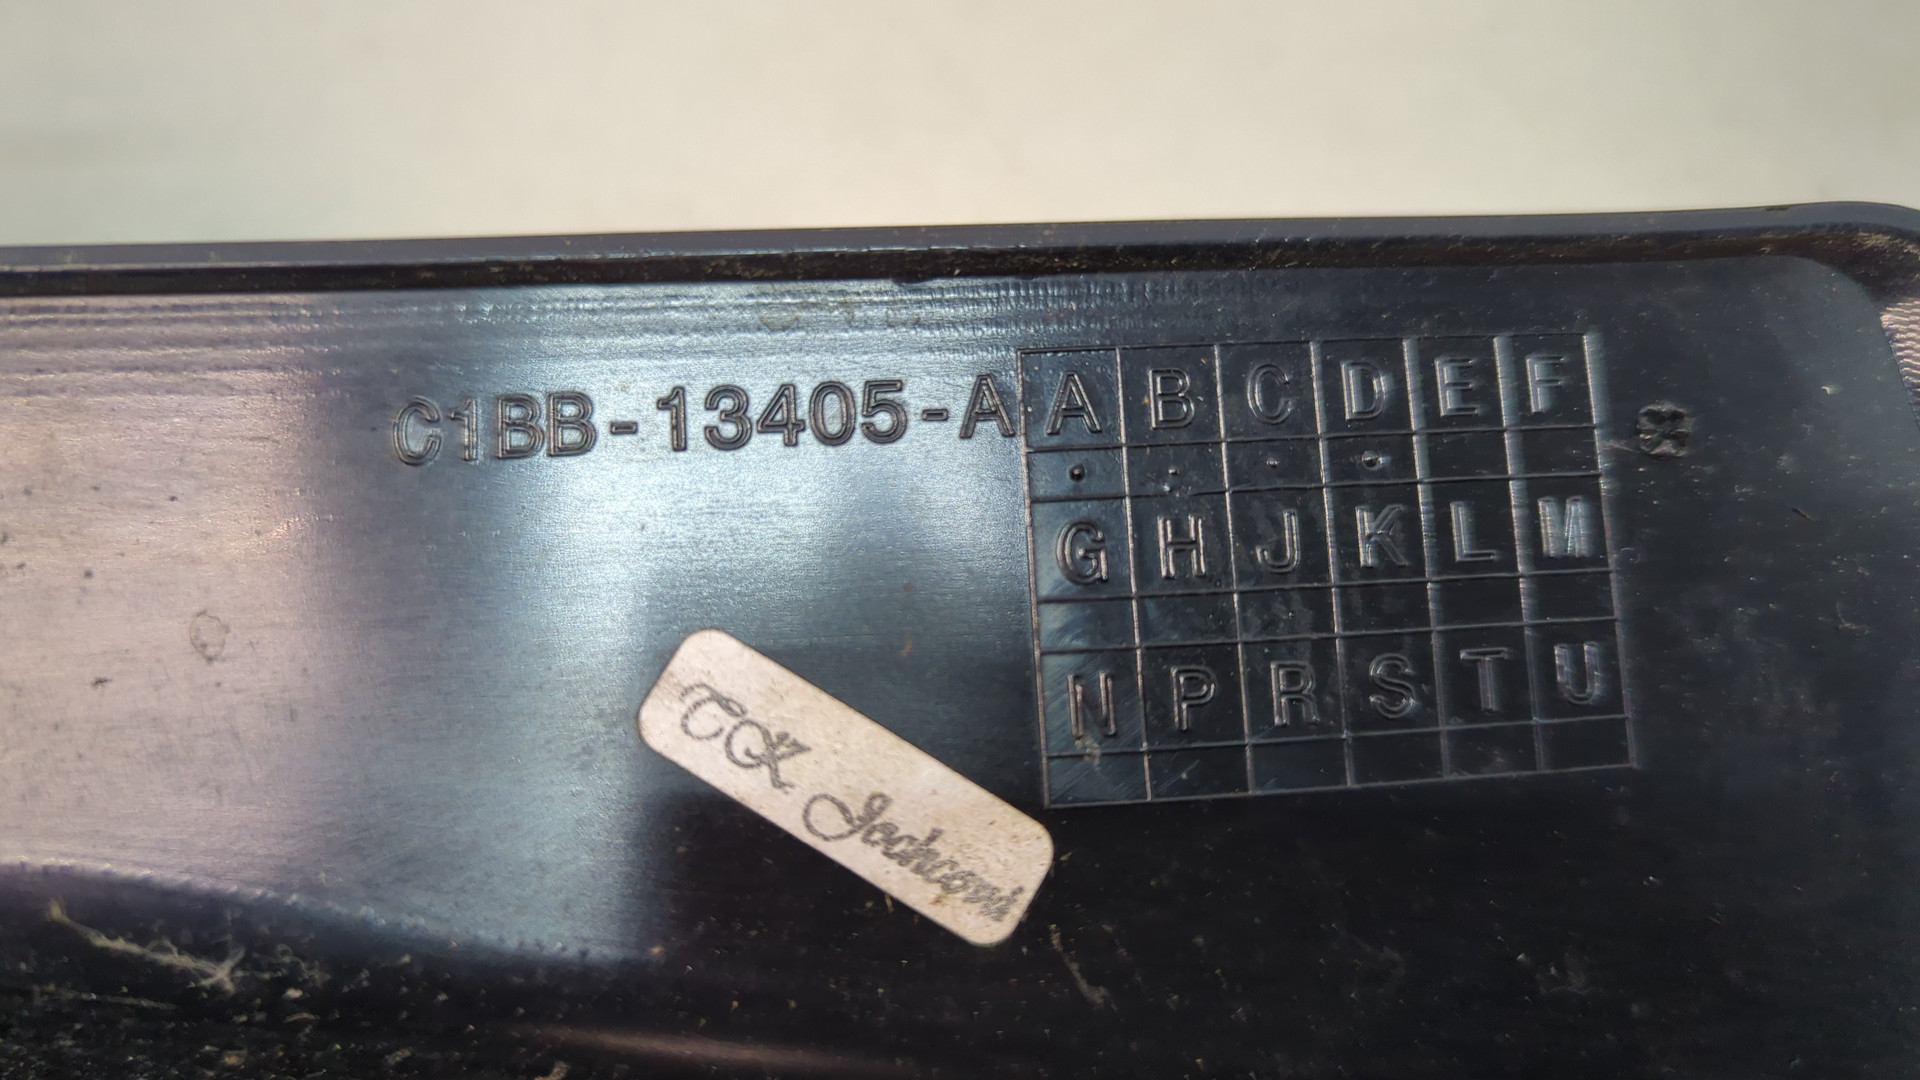 C1BB-13405-A
A B C D E F
G H J K L M
N P R S T U